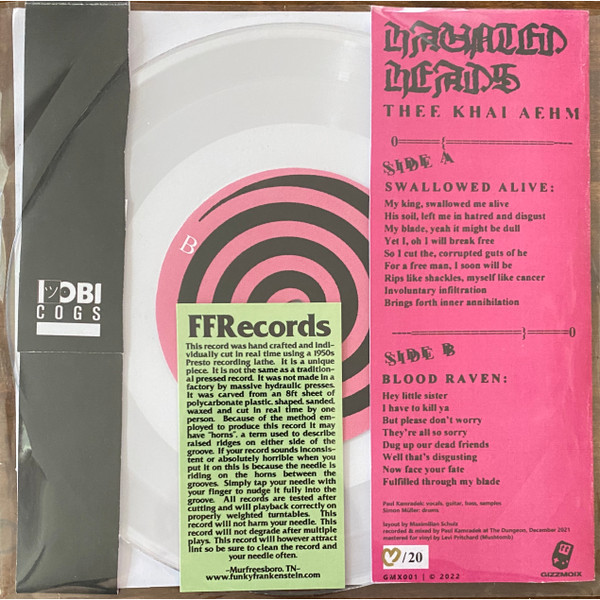 HAUNTED
HEADS
THEE KHAI AEHM
0
SIDE A
SWALLOWED ALIVE:
My king, swallowed me alive
His soil, left me in hatred and disgust
My blade, yeah it might be dull
Yet I, oh I will break free
So I cut the, corrupted guts of he
For a free man, I soon will be
Rips like shackles, myself like cancer
Involuntary infiltration
Brings forth inner annihilation
0
SIDE B
BLOOD RAVEN:
Hey little sister
I have to kill ya
But please don't worry
They're all so sorry
Dug up our dead friends
Well that's disgusting
Now face your fate
Fulfilled through my blade
Paul Kamradek: vocals, guitar, bass, samples
Simon Müller: drums
layout by Maximilian Schulz
recorded & mixed by Paul Kamradek at The Dungeon, December 2021
mastered for vinyl by Levi Pritchard (Mushtomb)
/20
GMX001 | © 2022
GIZZMOIX
B
COGS
FFRecords
This record was hand crafted and indi-
vidually cut in real time using a 1950s
Presto recording lathe. It is a unique
piece. It is not the same as a tradition-
al pressed record. It was not made in a
factory by massive hydraulic presses.
It was carved from an 8ft sheet of
polycarbonate plastic, shaped, sanded,
waxed and cut in real time by one
person. Because of the method em-
ployed to produce this record it may
have "horns", a term used to describe
raised ridges on either side of the
groove. If your record sounds inconsis-
tent or absolutely horrible when you
put it on this is because the needle is
riding on the horns between the
grooves. Simply tap your needle with
your finger to nudge it fully into the
groove. All records are tested after
cutting and will playback correctly on
properly weighted turntables. This
record will not harm your needle. This
record will not degrade after multiple
plays. This record will however attract
lint so be sure to clean the record and
your needle often.
~Murfreesboro, TN~
www.funkyfrankenstein.com